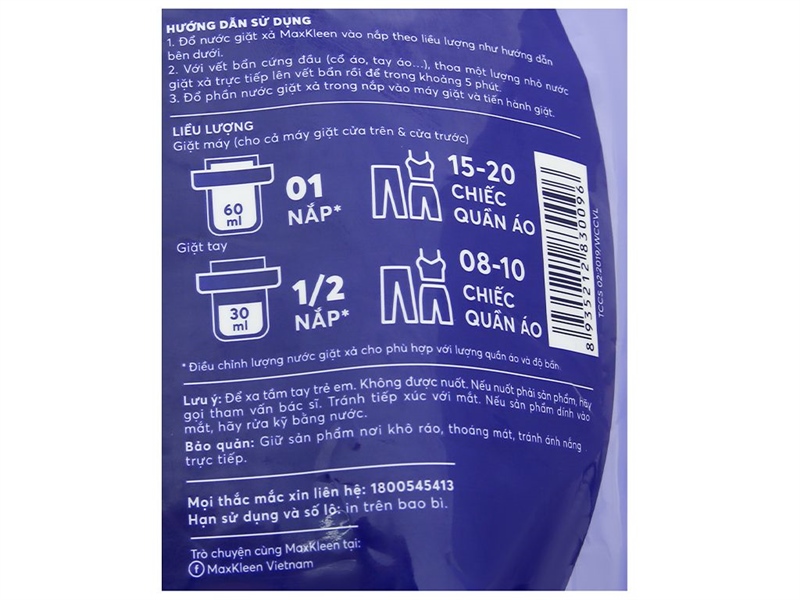 HƯỚNG DẪN SỬ DỤNG
1. Đổ nước giặt xả MaxKleen vào nắp theo liều lượng như hướng dẫn
bên dưới.
2. Với vết bẩn cứng đầu (cổ áo, tay áo...), thoa một lượng nhỏ nước
giặt xả trực tiếp lên vết bẩn rồi để trong khoảng 5 phút.
3. Đổ phần nước giặt xả trong nắp vào máy giặt và tiến hành giặt.
LIỀU LƯỢNG
Giặt máy (cho cả máy giặt cửa trên & cửa trước)
60
ml
01
NẮP*
15-20
CHIẾC
QUẦN ÁO
Giặt tay
30
ml
1/2
NẮP*
08-10
CHIẾC
QUẦN ÁO
8 935212 830096
TCCS 02:2019/WCCVL
*Điều chỉnh lượng nước giặt xả cho phù hợp với lượng quần áo và độ bẩn.
Lưu ý: Để xa tầm tay trẻ em. Không được nuốt. Nếu nuốt phải sản phẩm, hãy
gọi tham vấn bác sĩ. Tránh tiếp xúc với mắt. Nếu sản phẩm dính vào
mắt, hãy rửa kỹ bằng nước.
Bảo quản: Giữ sản phẩm nơi khô ráo, thoáng mát, tránh ánh nắng
trực tiếp.
Mọi thắc mắc xin liên hệ: 1800545413
Hạn sử dụng và số lô: in trên bao bì.
Trò chuyện cùng MaxKleen tại:
f MaxKleen Vietnam